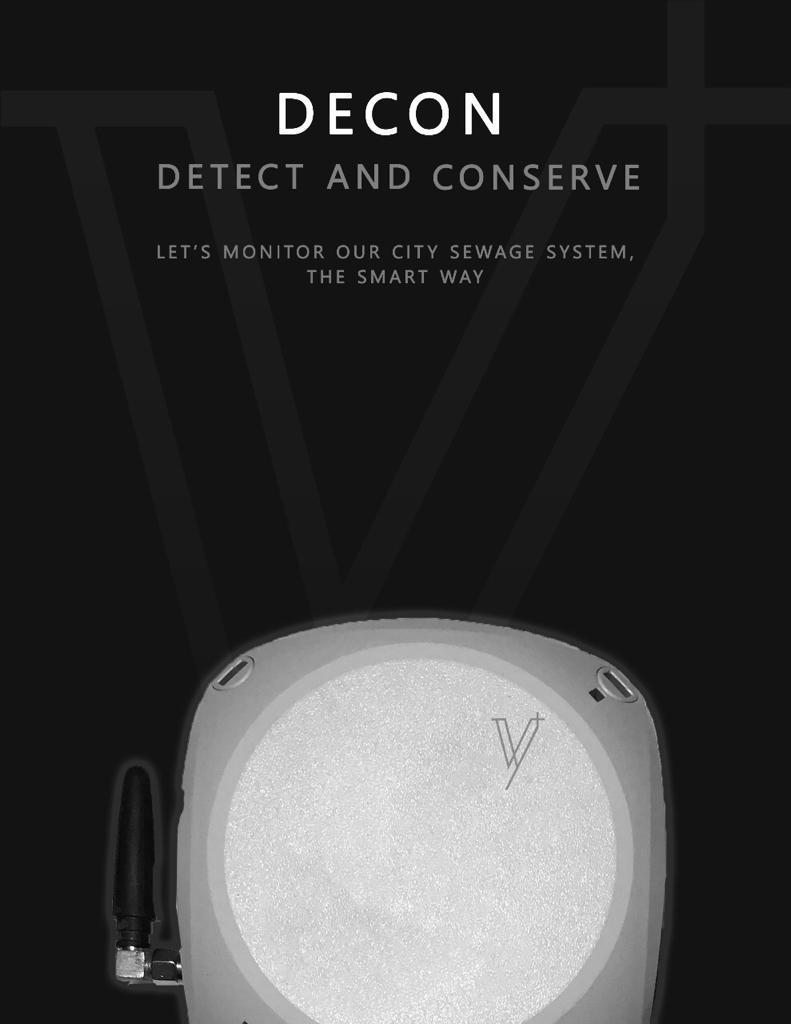 DECON
DETECT AND CONSERVE
LET'S MONITOR OUR CITY SEWAGE SYSTEM,
THE SMART WAY